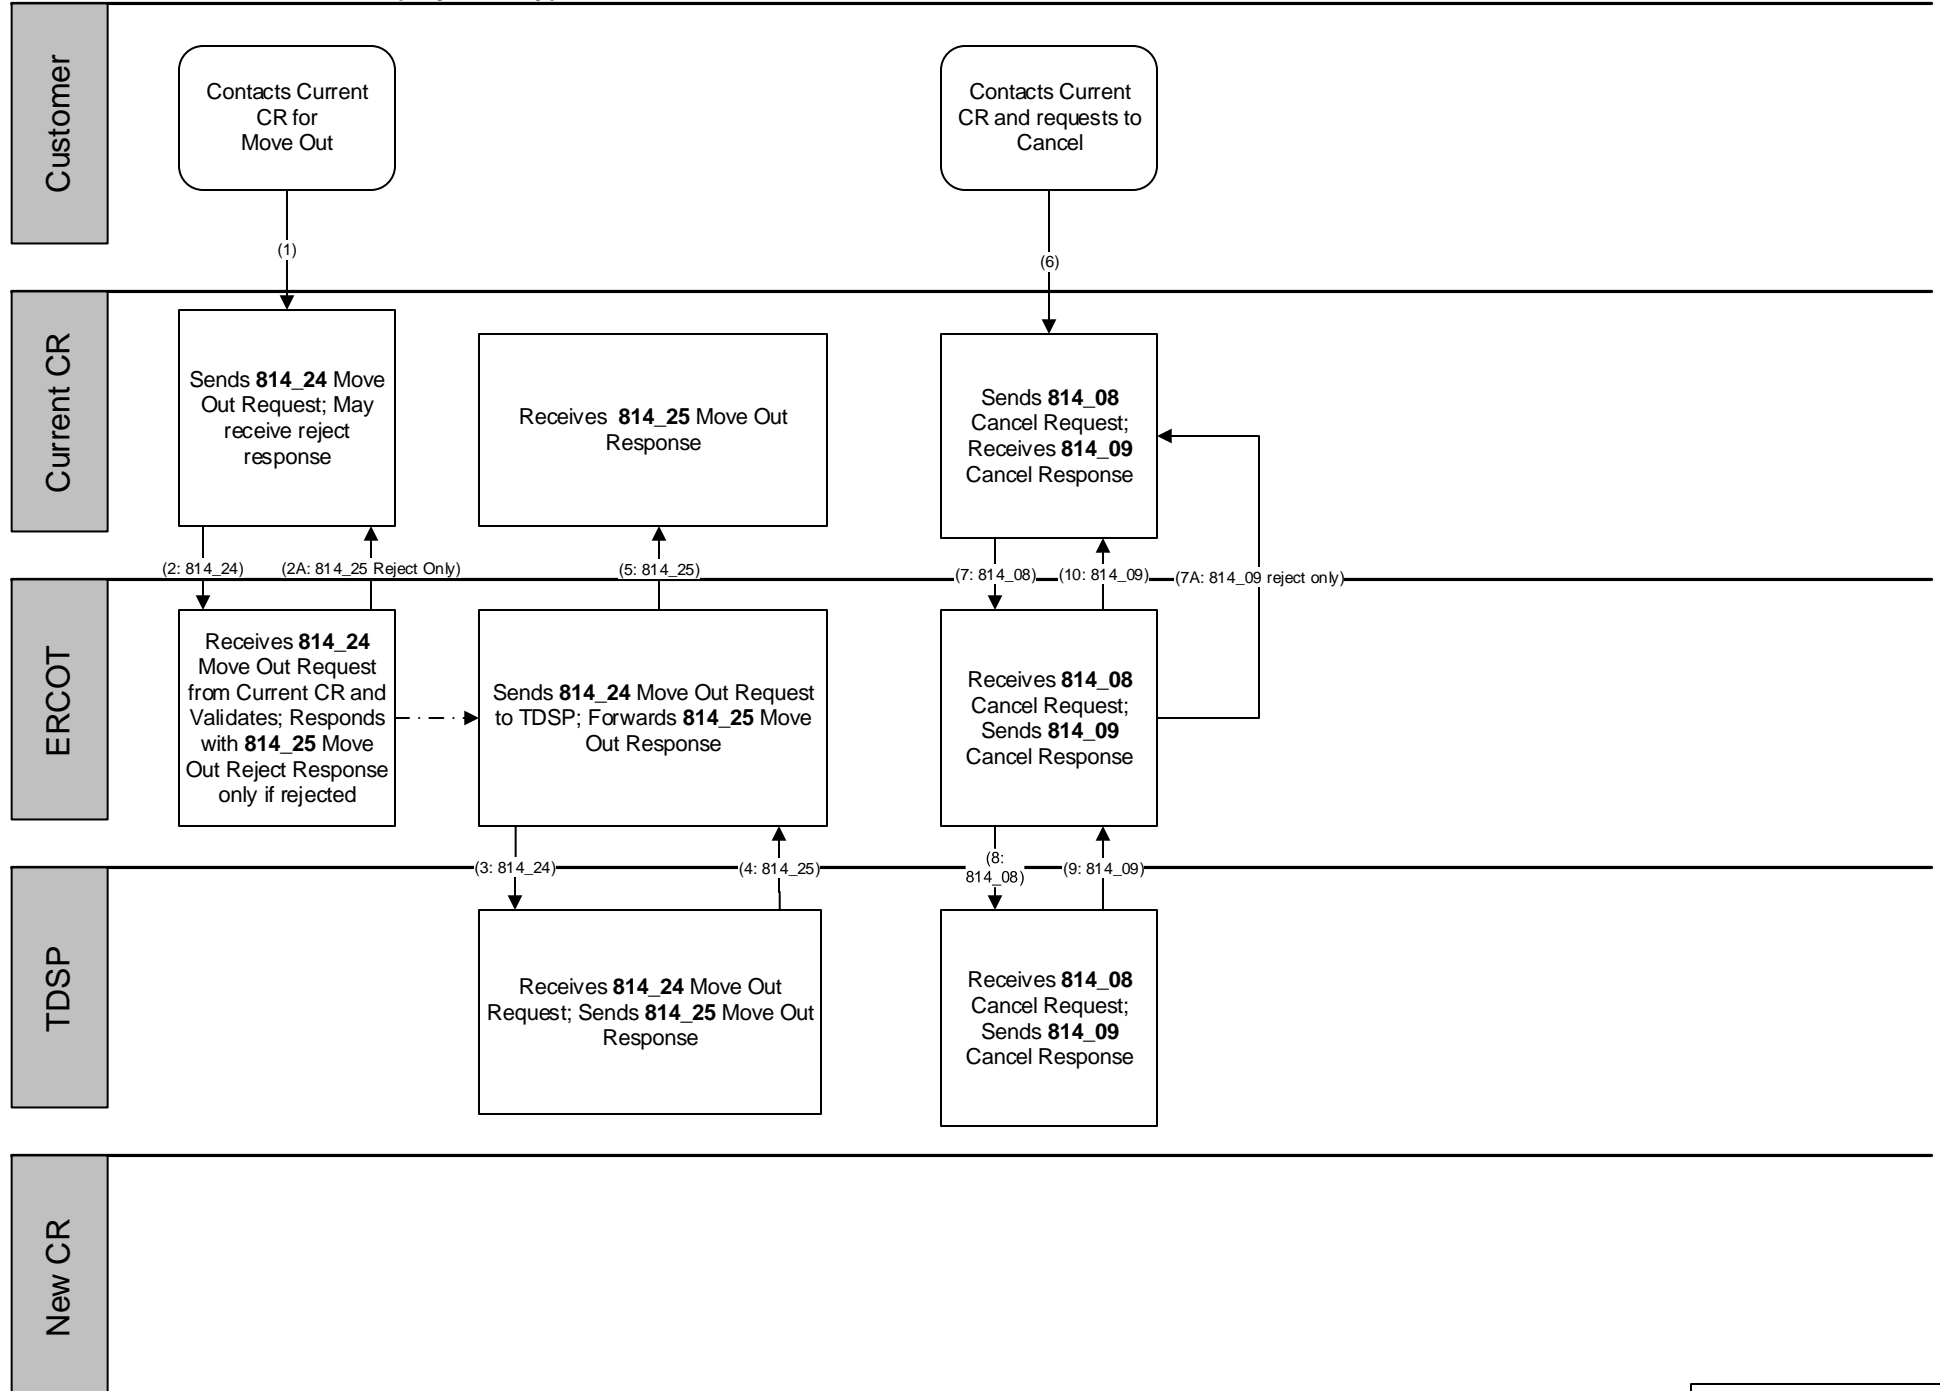 Customer
Contacts Current
CR for
Move Out
Contacts Current
CR and requests to
Cancel
(1)
(6)
Current CR
Sends 814_24 Move
Out Request; May
receive reject
response
Receives 814_25 Move Out
Response
Sends 814_08
Cancel Request;
Receives 814_09
Cancel Response
(2: 814_24)
(2A: 814_25 Reject Only)
(5: 814_25)
(7: 814_08)
(10: 814_09)
(7A: 814_09 reject only)
ERCOT
Receives 814_24
Move Out Request
from Current CR and
Validates; Responds
with 814_25 Move
Out Reject Response
only if rejected
Sends 814_24 Move Out Request
to TDSP; Forwards 814_25 Move
Out Response
Receives 814_08
Cancel Request;
Sends 814_09
Cancel Response
(3: 814_24)
(4: 814_25)
(8:
814_08)
(9: 814_09)
TDSP
Receives 814_24 Move Out
Request; Sends 814_25 Move Out
Response
Receives 814_08
Cancel Request;
Sends 814_09
Cancel Response
New CR